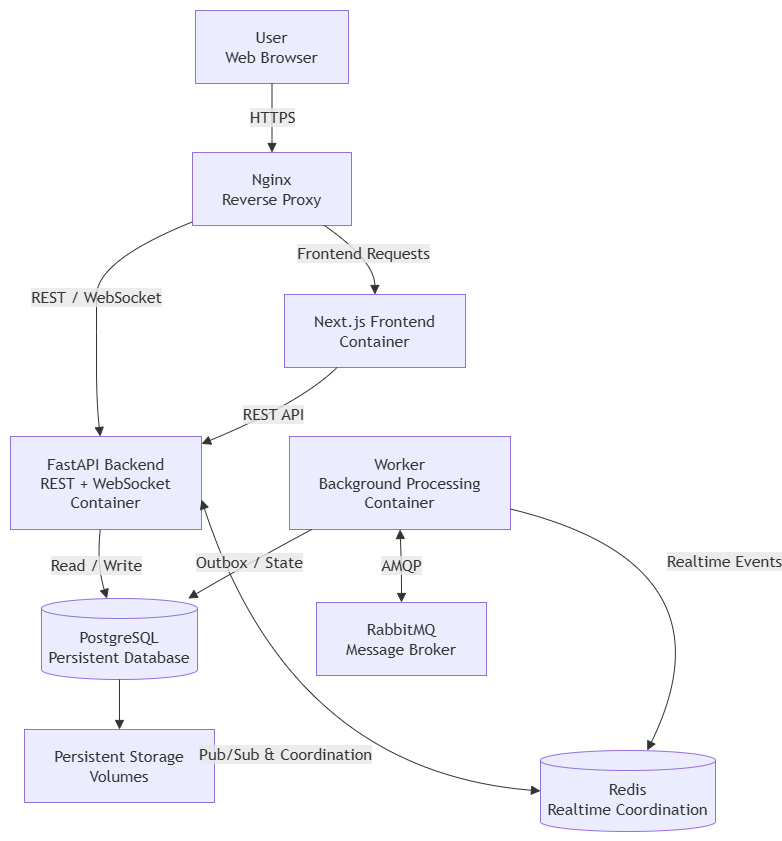 User
Web Browser
HTTPS
Nginx
Reverse Proxy
Frontend Requests
REST / WebSocket
Next.js Frontend
Container
REST API
FastAPI Backend
REST + WebSocket
Container
Worker
Background Processing
Container
Read / Write
Outbox / State
AMQP
Realtime Events
PostgreSQL
Persistent Database
RabbitMQ
Message Broker
Persistent Storage
Volumes
Pub/Sub & Coordination
Redis
Realtime Coordination